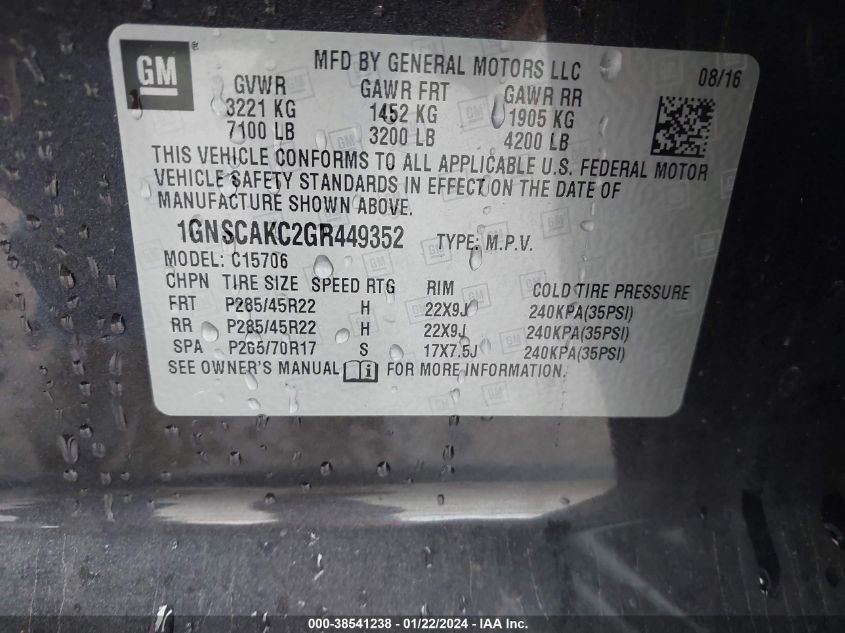 GM ®
MFD BY GENERAL MOTORS LLC
08/16
GVWR GAWR FRT GAWR RR
3221 KG 1452 KG 1905 KG
7100 LB 3200 LB 4200 LB
THIS VEHICLE CONFORMS TO ALL APPLICABLE U.S. FEDERAL MOTOR
VEHICLE SAFETY STANDARDS IN EFFECT ON THE DATE OF
MANUFACTURE SHOWN ABOVE.
1GNSCAKC2GR449352 TYPE: M.P.V.
MODEL: C15706
CHPN TIRE SIZE SPEED RTG RIM COLD TIRE PRESSURE
FRT P285/45R22 H 22X9J 240KPA(35PSI)
RR P285/45R22 H 22X9J 240KPA(35PSI)
SPA P265/70R17 S 17X7.5J 240KPA(35PSI)
SEE OWNER'S MANUAL i FOR MORE INFORMATION.
000-38541238 - 01/22/2024 - IAA Inc.